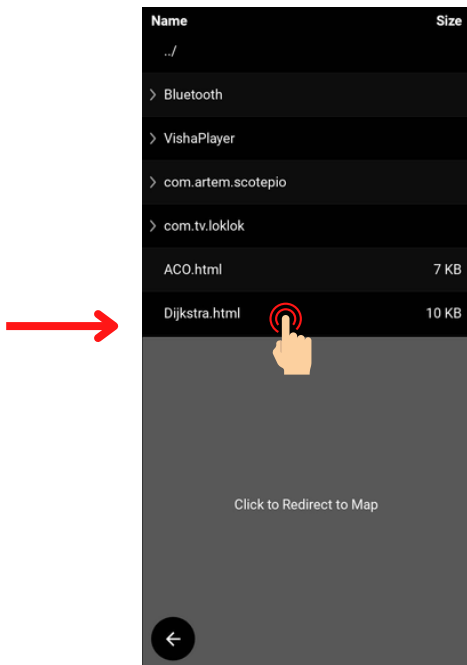 Name Size
../
Bluetooth
VishaPlayer
com.artem.scotepio
com.tv.loklok
ACO.html 7 KB
Dijkstra.html 10 KB
Click to Redirect to Map